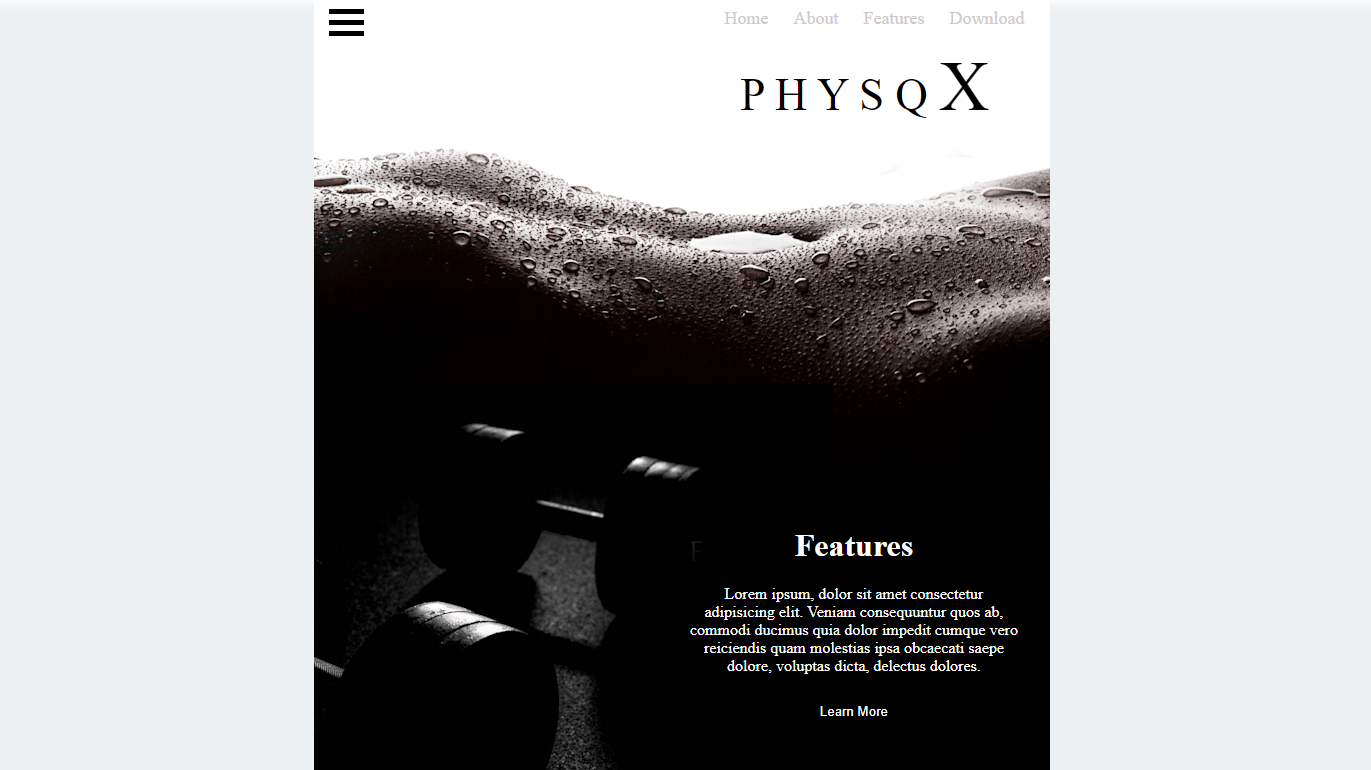 Home About Features Download
PHYSQX
Features
Lorem ipsum, dolor sit amet consectetur
adipisicing elit. Veniam consequuntur quos ab,
commodi ducimus quia dolor impedit cumque vero
reiciendis quam molestias ipsa obcaecati saepe
dolore, voluptas dicta, delectus dolores.
Learn More